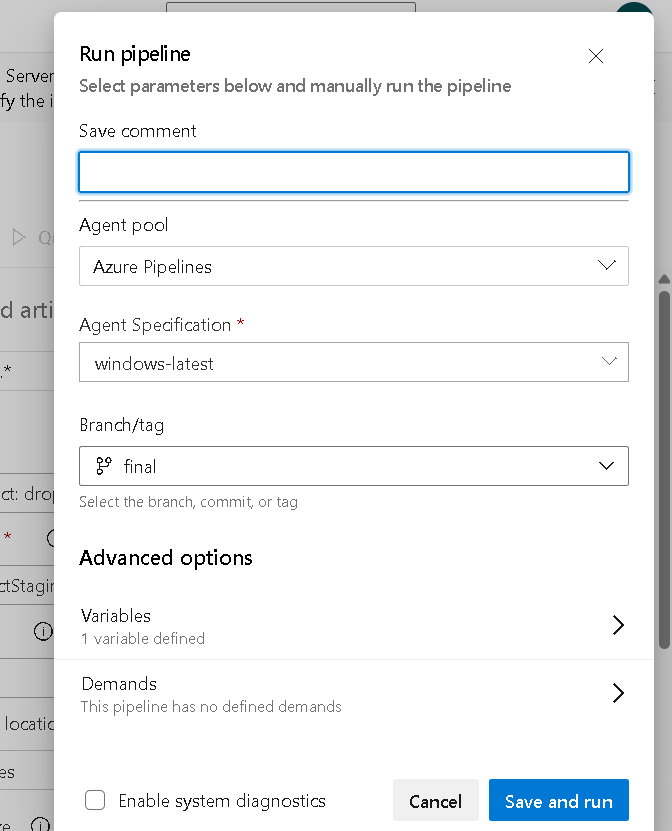 Run pipeline
Select parameters below and manually run the pipeline
Server
fy the i
Save comment
Agent pool
Azure Pipelines
d arti
Agent Specification *
.*
windows-latest
Branch/tag
final
ct: drop
Select the branch, commit, or tag
*
Advanced options
ctStagin
Variables
1 variable defined
Demands
This pipeline has no defined demands
locatio
es
Enable system diagnostics
Cancel
Save and run